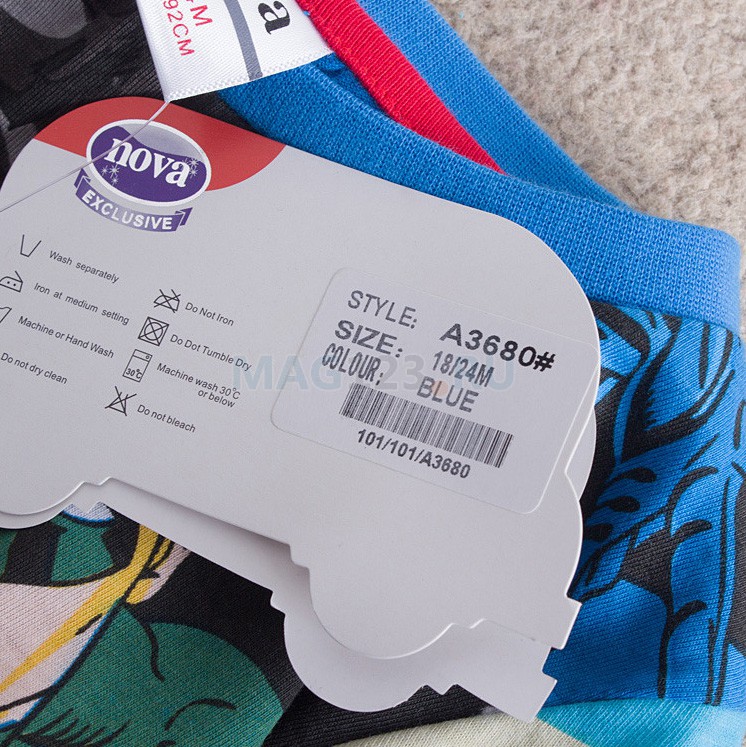 a
M
92CM
nova
EXCLUSIVE
Wash separately
Iron at medium setting
Machine or Hand Wash
Do not dry clean
Do Not Iron
Do Dot Tumble Dry
30°C
Machine wash 30°C
or below
Do not bleach
STYLE: A3680#
SIZE: 18/24M
COLOUR, BLUE
101/101/A3680